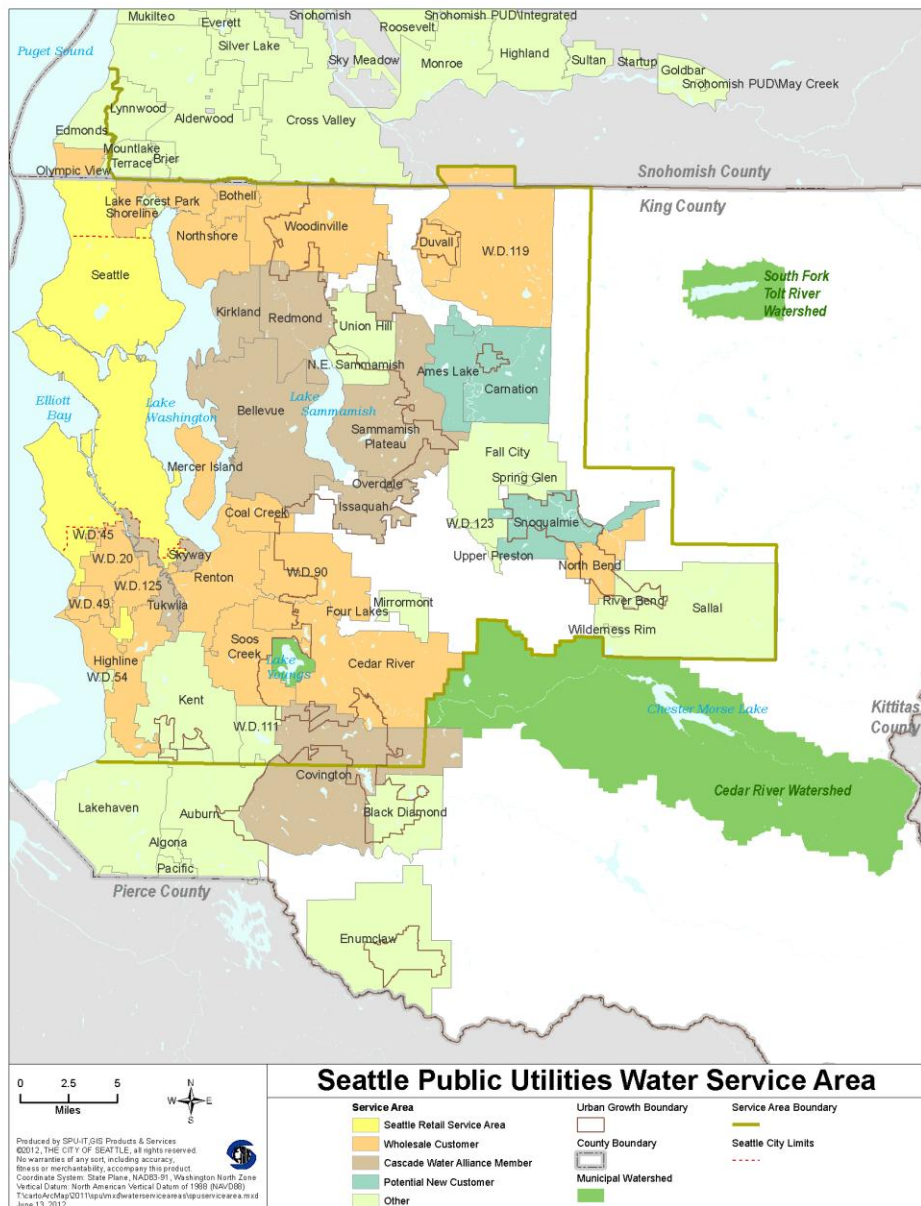 Mukilteo
Everett
Silver Lake
Snohomish
Sky Meadow
Roosevelt
Snohomish PUD\Integrated
Monroe
Highland
Sultan
Startup
Goldbar
Snohomish PUD\May Creek
Puget Sound
Lynnwood
Alderwood
Cross Valley
Edmonds
Mountlake
Terrace
Brier
Olympic View
Snohomish County
King County
Lake Forest Park
Shoreline
Bothell
Northshore
Woodinville
Duvall
W.D.119
Seattle
South Fork
Tolt River
Watershed
Kirkland
Redmond
Union Hill
N.E. Sammamish
Ames Lake
Carnation
Elliott
Bay
Lake
Washington
Bellevue
Lake
Sammamish
Sammamish
Plateau
Mercer Island
Fall City
Spring Glen
Overdale
Issaquah
Coal Creek
W.D.123
Snoqualmie
Upper Preston
North Bend
W.D.45
W.D.20
Skyway
Renton
W.D.90
W.D.125
W.D.49
Tukwila
Four Lakes
Mirrormont
River Bend
Sallal
Wilderness Rim
Soos
Creek
Lake
Youngs
Cedar River
Highline
W.D.54
Kent
W.D.111
Chester Morse Lake
Kittitas
County
Cedar River Watershed
Covington
Lakehaven
Auburn
Black Diamond
Algona
Pacific
Pierce County
Enumclaw
0 2.5 5
Miles
N
W E
S
Produced by SPU-IT,GIS Products & Services
©2012, THE CITY OF SEATTLE, all rights reserved.
No warranties of any sort, including accuracy,
fitness or merchantability, accompany this product.
Coordinate System: State Plane, NAD83-91, Washington North Zone
Vertical Datum: North American Vertical Datum of 1988 (NAVD88)
T:\cartoArcMap\2011\spu\mxd\waterserviceareas\spuservicearea.mxd
June 13, 2012
Seattle Public Utilities Water Service Area
Service Area
Seattle Retail Service Area
Wholesale Customer
Cascade Water Alliance Member
Potential New Customer
Other
Urban Growth Boundary
County Boundary
Municipal Watershed
Service Area Boundary
Seattle City Limits